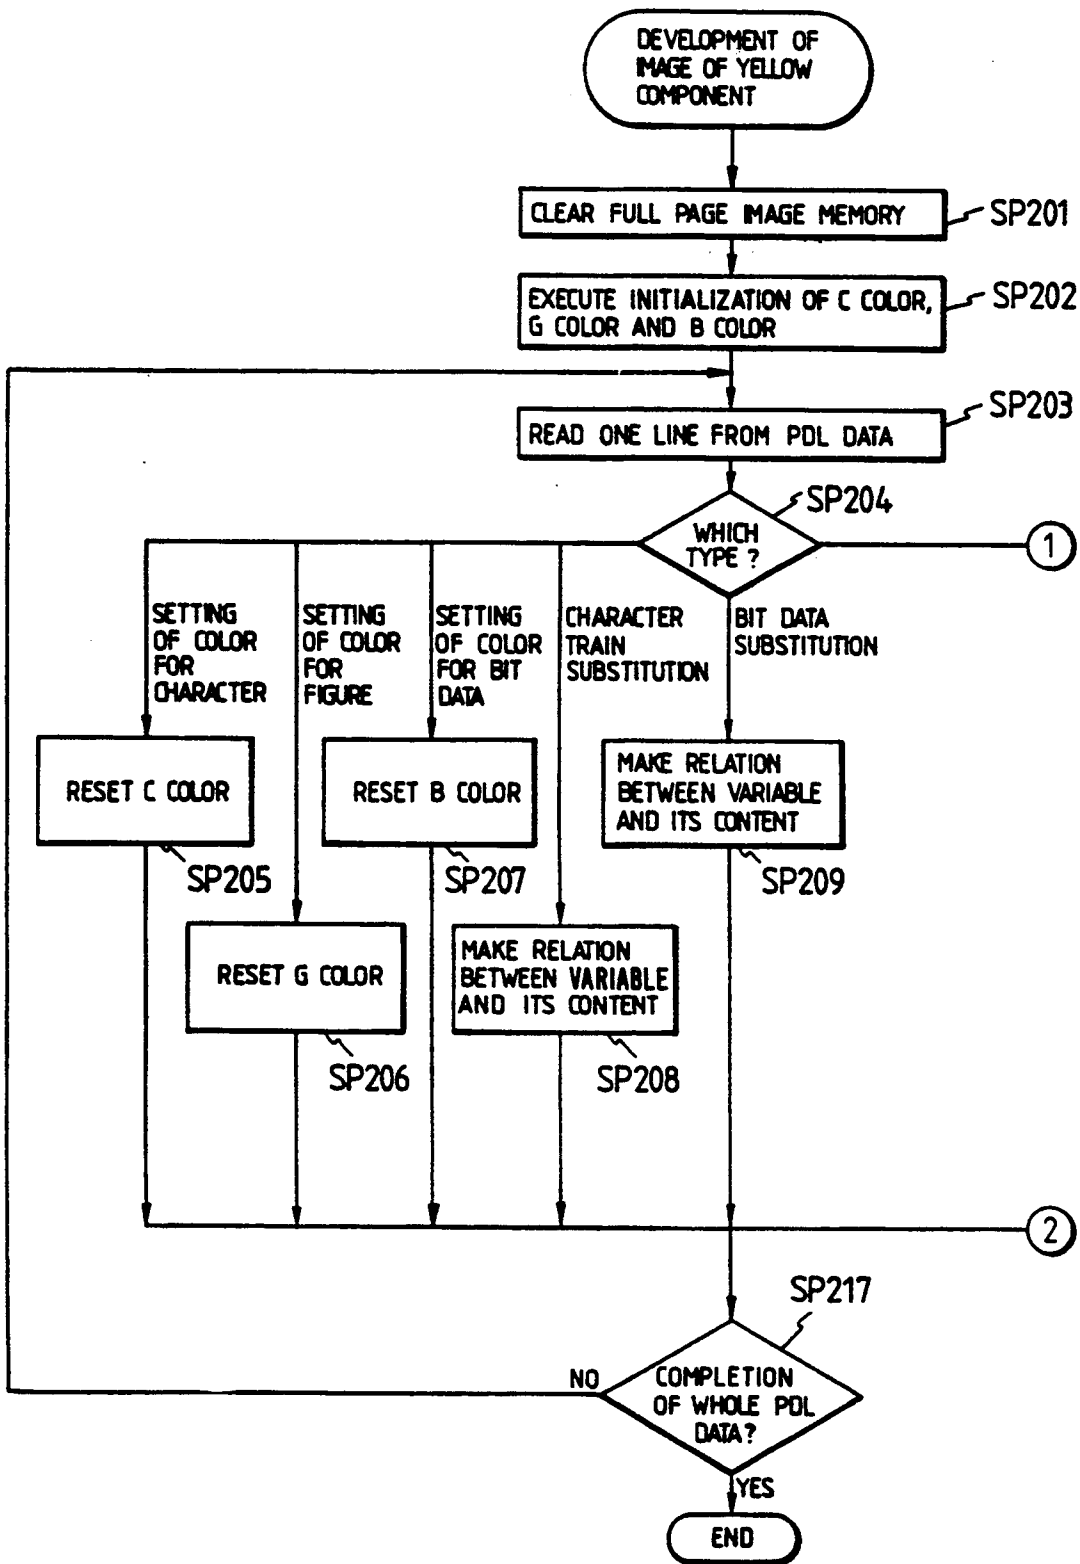 DEVELOPMENT OF
IMAGE OF YELLOW
COMPONENT
CLEAR FULL PAGE IMAGE MEMORY
SP201
EXECUTE INITIALIZATION OF C COLOR,
G COLOR AND B COLOR
SP202
READ ONE LINE FROM PDL DATA
SP203
WHICH
TYPE ?
SP204
1
SETTING
OF COLOR
FOR
CHARACTER
SETTING
OF COLOR
FOR
FIGURE
SETTING
OF COLOR
FOR BIT
DATA
CHARACTER
TRAIN
SUBSTITUTION
BIT DATA
SUBSTITUTION
RESET C COLOR
SP205
RESET B COLOR
SP207
MAKE RELATION
BETWEEN VARIABLE
AND ITS CONTENT
SP209
RESET G COLOR
SP206
MAKE RELATION
BETWEEN VARIABLE
AND ITS CONTENT
SP208
2
SP217
COMPLETION
OF WHOLE PDL
DATA?
NO
YES
END